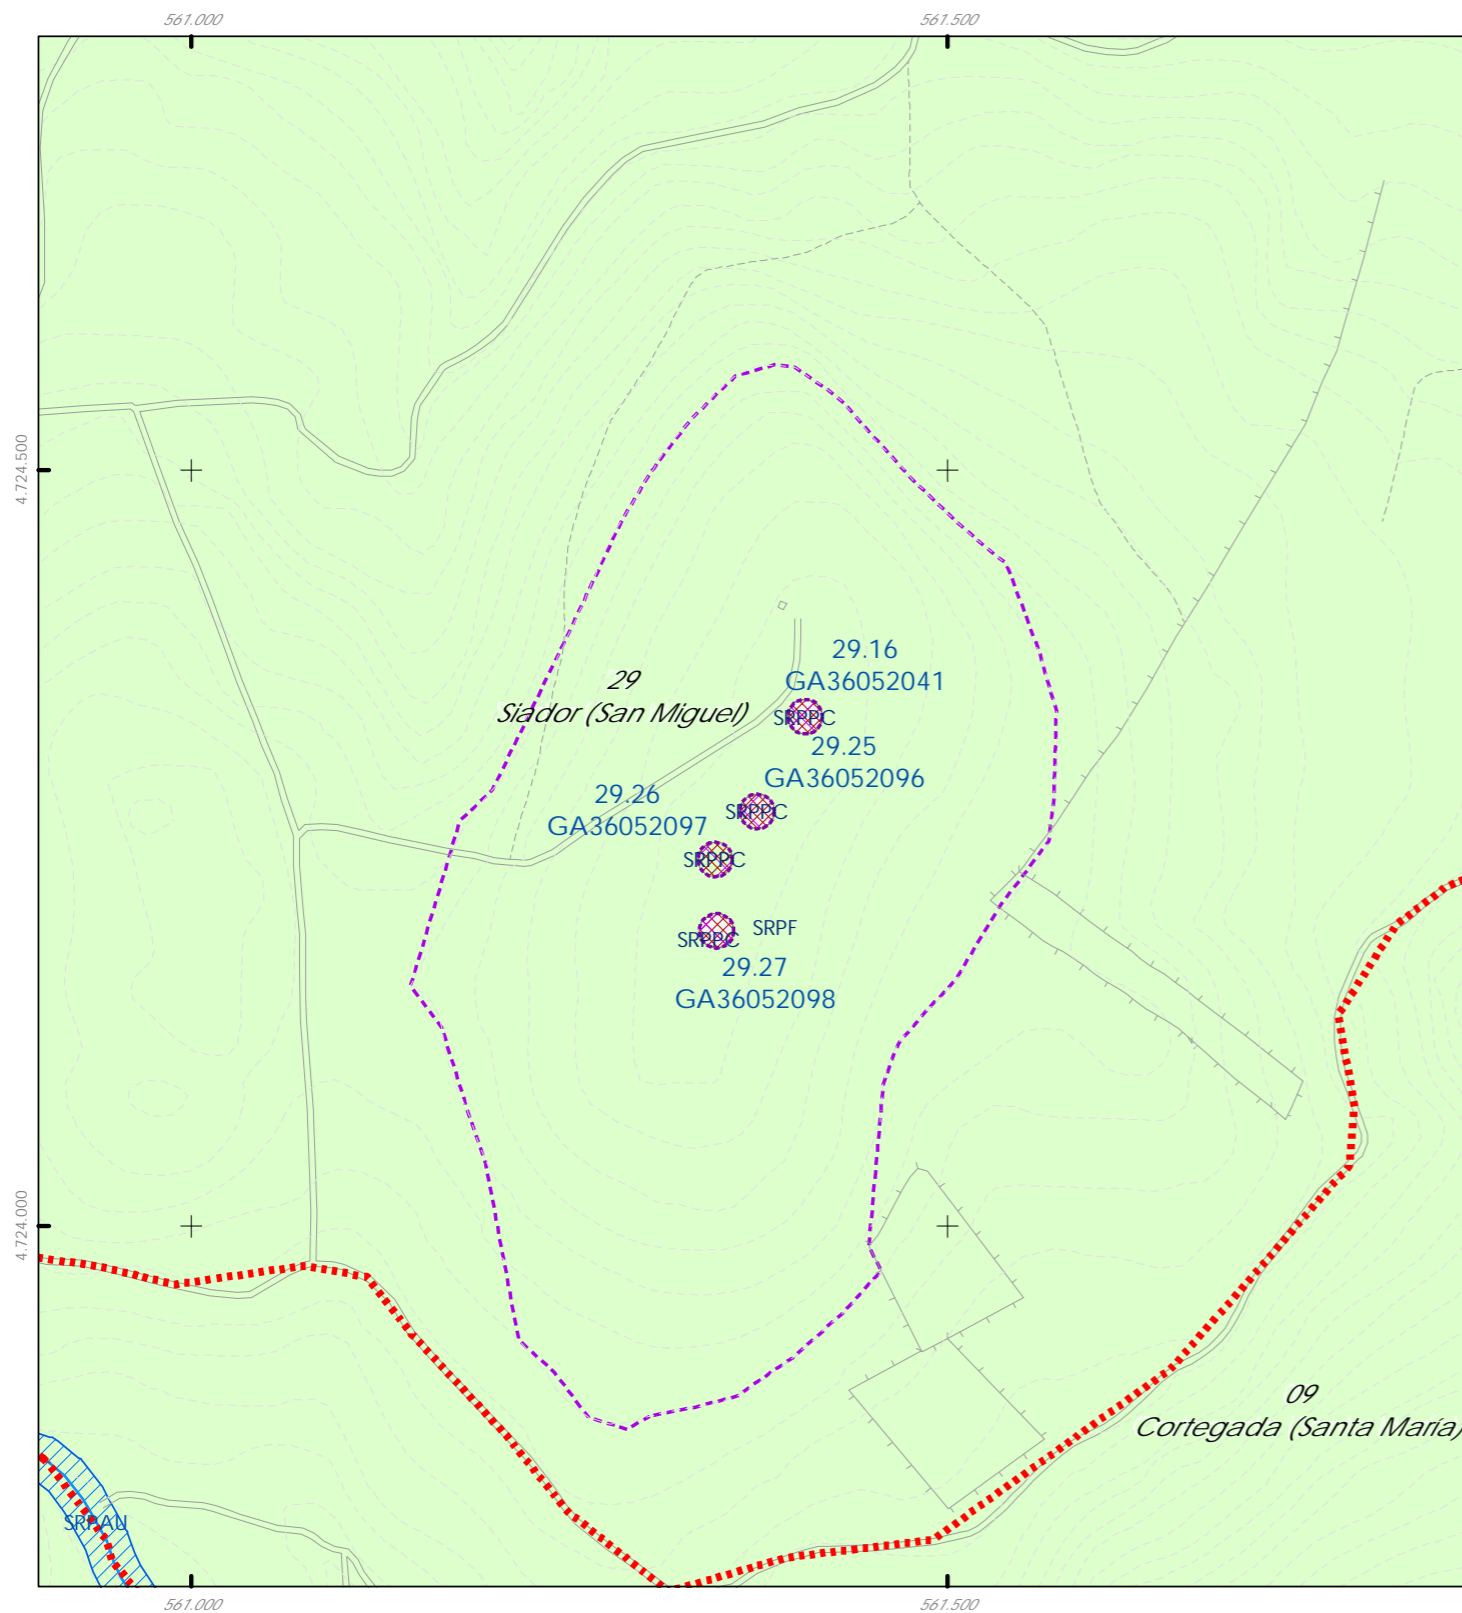 561.000
561.500
4.724.500
29.16
GA36052041
29
Siador (San Miguel)
SRPPC
29.25
GA36052096
29.26
GA36052097
SRPPC
SRPPC
SRPF
SRPPC
29.27
GA36052098
4.724.000
09
Cortegada (Santa María)
SRPAU
561.000
561.500